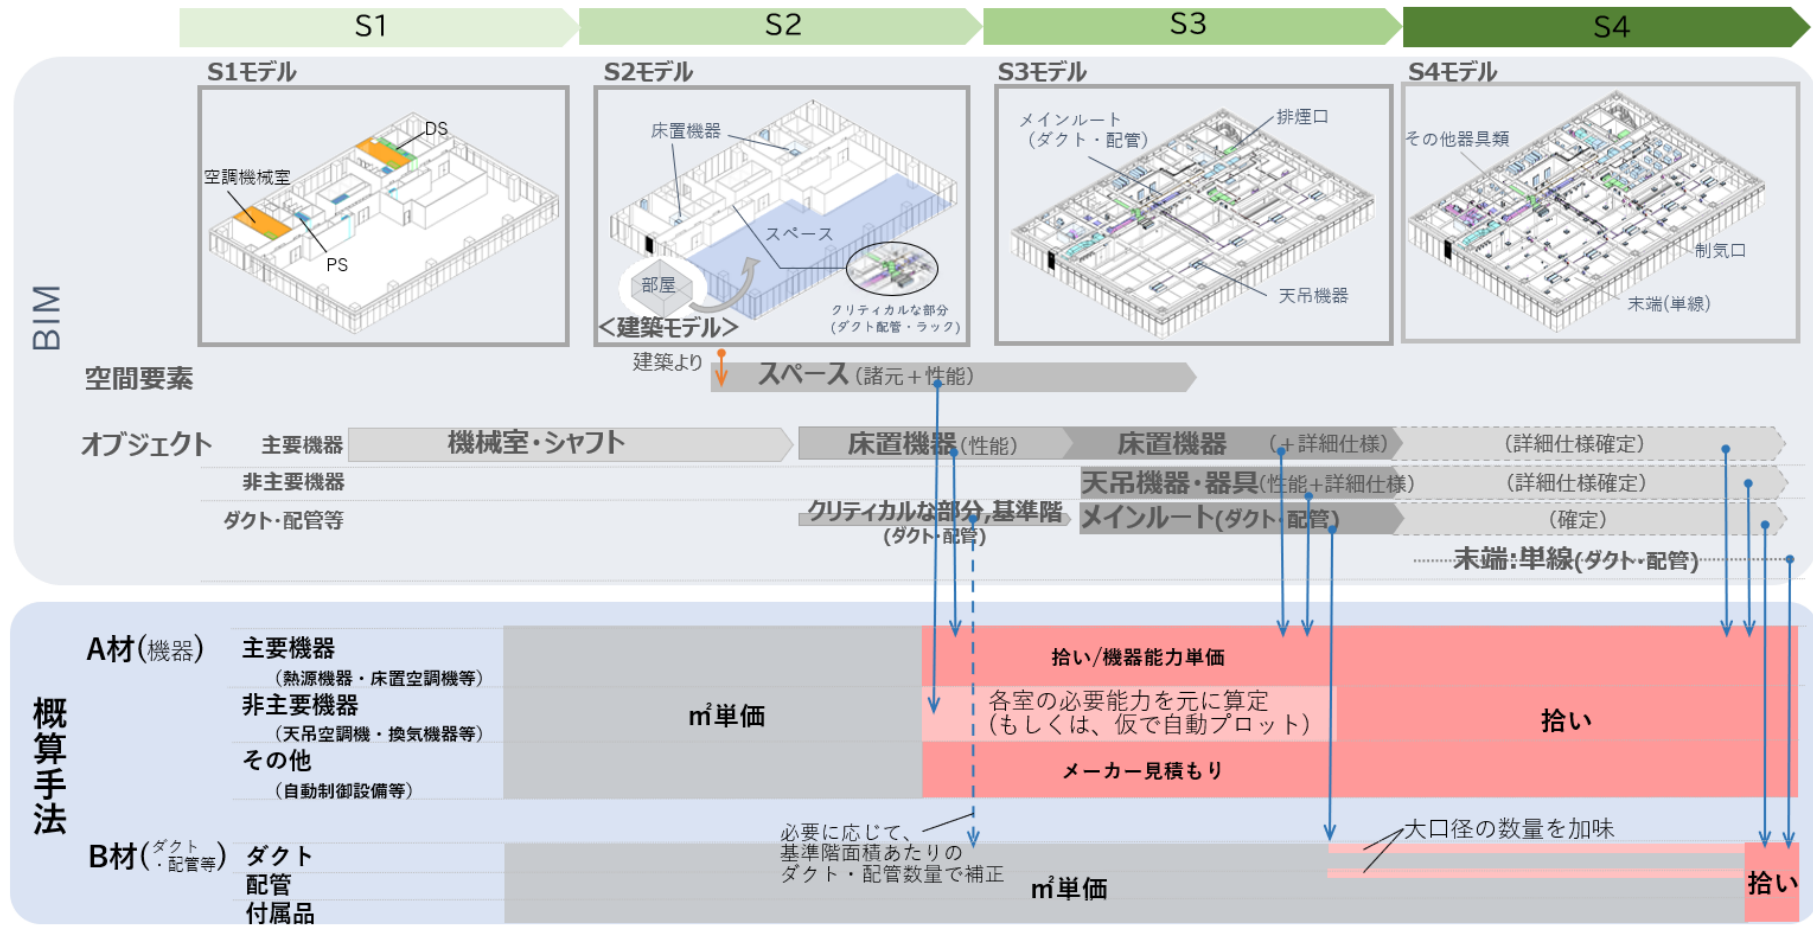 S1
S2
S3
S4
BIM
S1モデル
DS
空調機械室
PS
S2モデル
床置機器
スペース
部屋
<建築モデル>
クリティカルな部分
(ダクト配管・ラック)
S3モデル
メインルート
(ダクト・配管)
排煙口
天吊機器
S4モデル
その他器具類
制気口
末端(単線)
建築より
空間要素
スペース(諸元+性能)
オブジェクト
主要機器
機械室・シャフト
床置機器(性能)
床置機器
(+詳細仕様)
(詳細仕様確定)
非主要機器
天吊機器・器具(性能+詳細仕様)
(詳細仕様確定)
ダクト・配管等
クリティカルな部分,基準階
(ダクト・配管)
メインルート(ダクト・配管)
(確定)
末端:単線(ダクト・配管)
概算手法
A材(機器)
主要機器
(熱源機器・床置空調機等)
非主要機器
(天吊空調機・換気機器等)
その他
(自動制御設備等)
㎡単価
拾い/機器能力単価
各室の必要能力を元に算定
(もしくは、仮で自動プロット)
メーカー見積もり
拾い
B材(ダクト・配管等)
ダクト
配管
付属品
必要に応じて、
基準階面積あたりの
ダクト・配管数量で補正
㎡単価
大口径の数量を加味
拾い